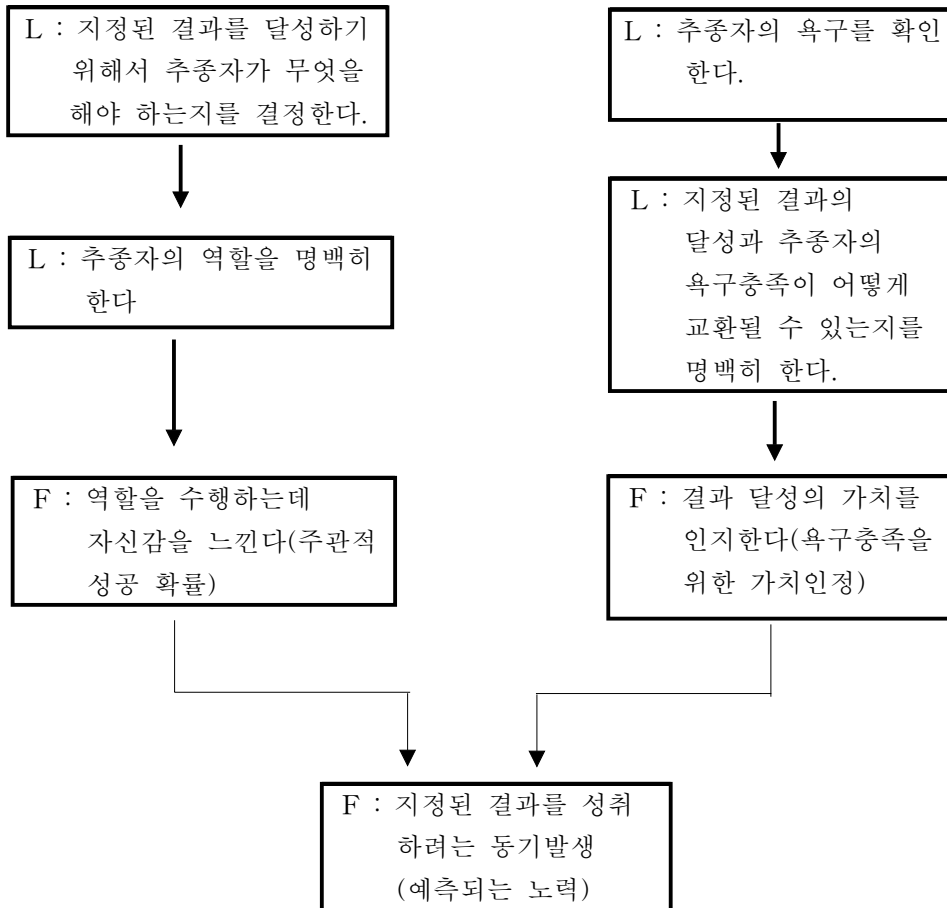 L : 지정된 결과를 달성하기
위해서 추종자가 무엇을
해야 하는지를 결정한다.
L : 추종자의 역할을 명백히
한다
F : 역할을 수행하는데
자신감을 느낀다(주관적
성공 확률)
L : 추종자의 욕구를 확인
한다.
L : 지정된 결과의
달성과 추종자의
욕구충족이 어떻게
교환될 수 있는지를
명백히 한다.
F : 결과 달성의 가치를
인지한다(욕구충족을
위한 가치인정)
F : 지정된 결과를 성취
하려는 동기발생
(예측되는 노력)